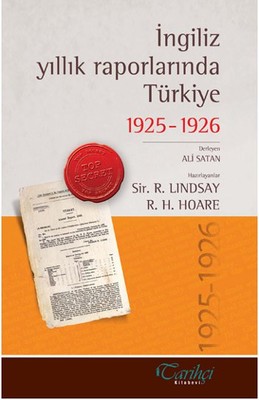 İngiliz
yıllık raporlarında
Türkiye
1925 - 1926
Derleyen
ALİ SATAN
Hazırlayanlar
Sir. R. LINDSAY
R. H. HOARE
TOP SECRET
1925-1926
Tarihçi
Kitabevi